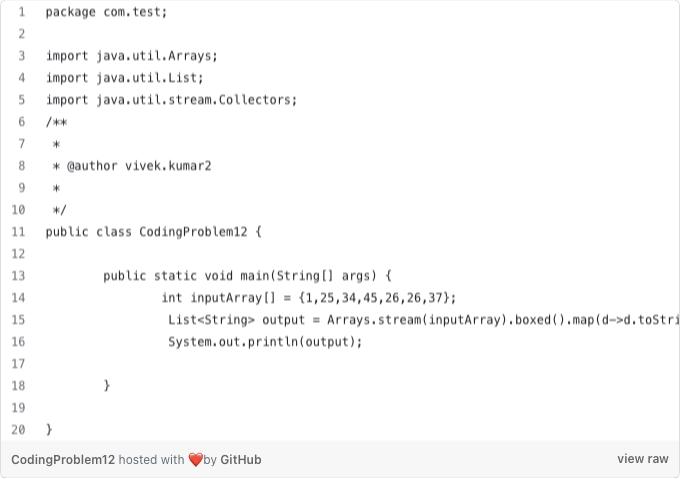 1 package com.test;
2
3 import java.util.Arrays;
4 import java.util.List;
5 import java.util.stream.Collectors;
6 /**
7 *
8 * @author vivek.kumar2
9 *
10 */
11 public class CodingProblem12 {
12
13 public static void main(String[] args) {
14 int inputArray[] = {1,25,34,45,26,26,37};
15 List<String> output = Arrays.stream(inputArray).boxed().map(d->d.toStri
16 System.out.println(output);
17
18 }
19
20 }
CodingProblem12 hosted with ❤️by GitHub view raw